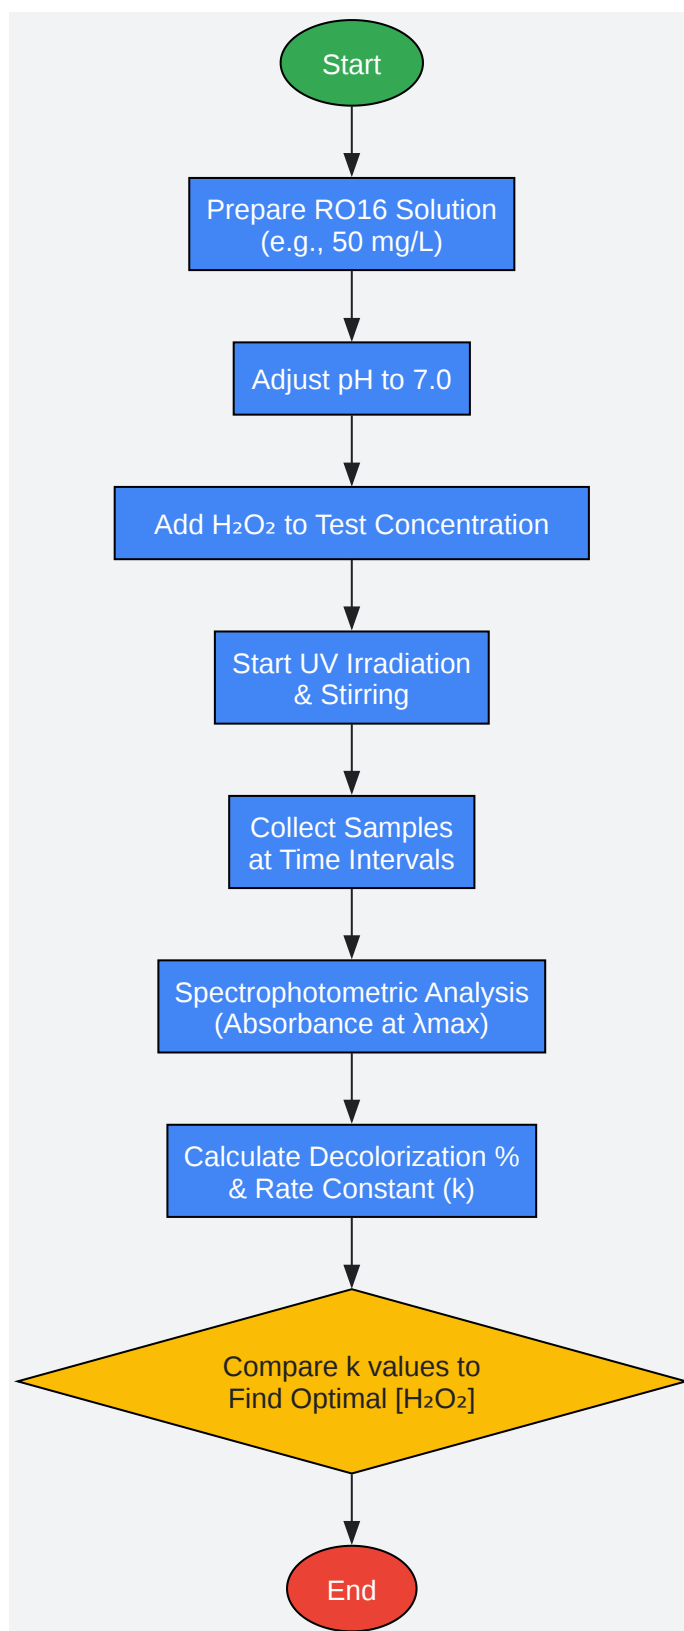 Start
Prepare RO16 Solution
(e.g., 50 mg/L)
Adjust pH to 7.0
Add H₂O₂ to Test Concentration
Start UV Irradiation
& Stirring
Collect Samples
at Time Intervals
Spectrophotometric Analysis
(Absorbance at λmax)
Calculate Decolorization %
& Rate Constant (k)
Compare k values to
Find Optimal [H₂O₂]
End